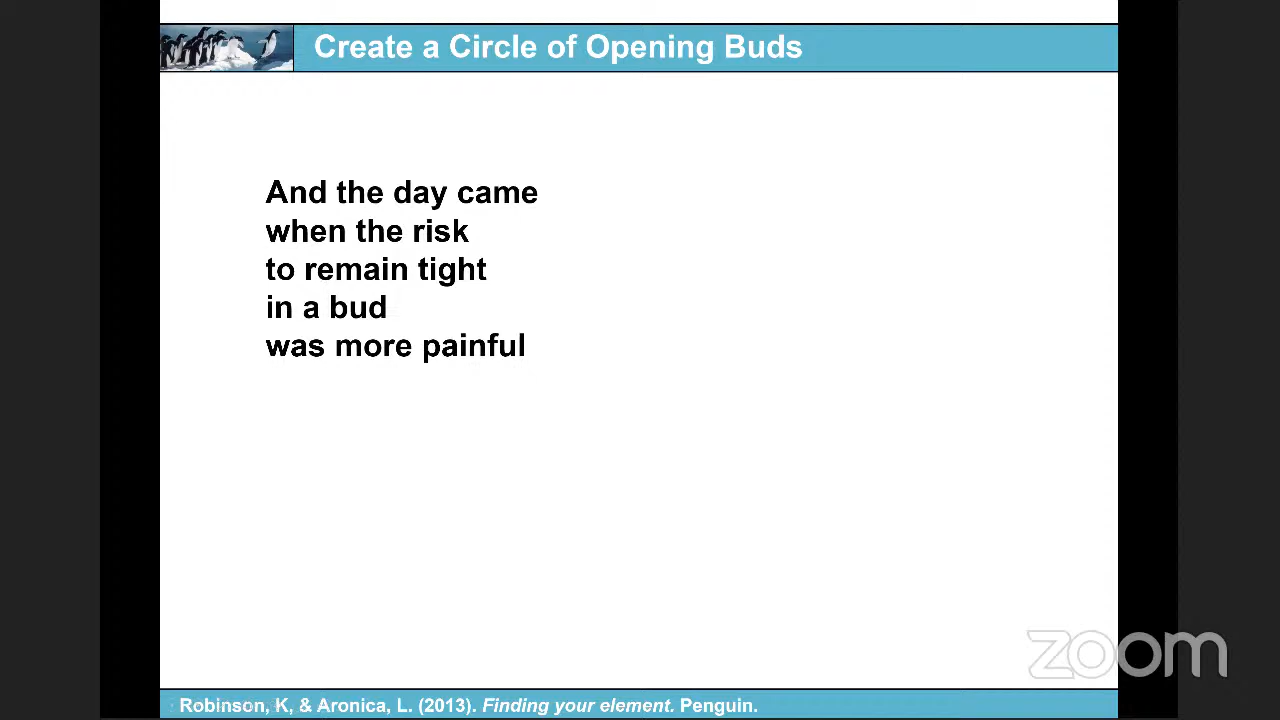 Create a Circle of Opening Buds
And the day came
when the risk
to remain tight
in a bud
was more painful
zoom
Robinson, K, & Aronica, L. (2013). Finding your element. Penguin.